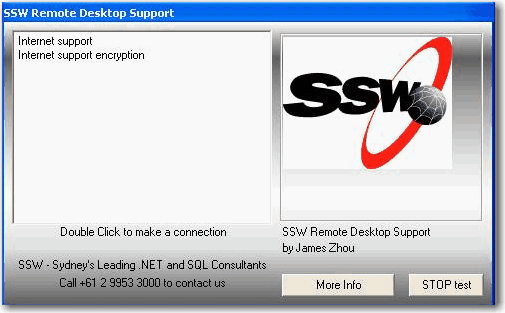 SSW Remote Desktop Support
Internet support
Internet support encryption
SSW
Double Click to make a connection
SSW Remote Desktop Support
by James Zhou
SSW - Sydney's Leading .NET and SQL Consultants
Call +61 2 9953 3000 to contact us
More Info
STOP test